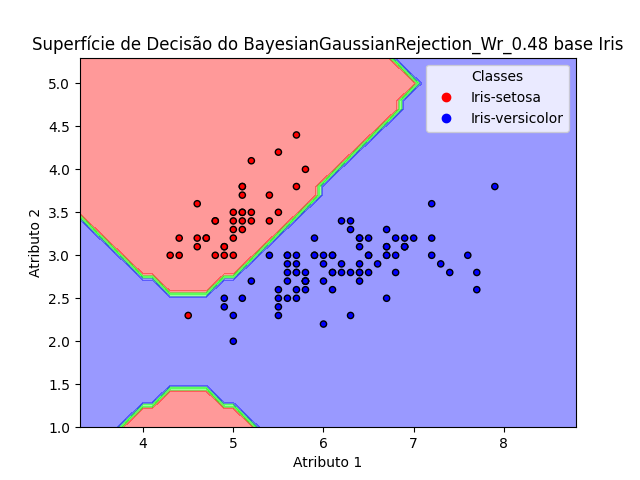 Superfície de Decisão do BayesianGaussianRejection_Wr_0.48 base Iris
Classes
Iris-setosa
Iris-versicolor
5.0
4.5
4.0
3.5
3.0
2.5
2.0
1.5
1.0
Atributo 2
4 5 6 7 8
Atributo 1